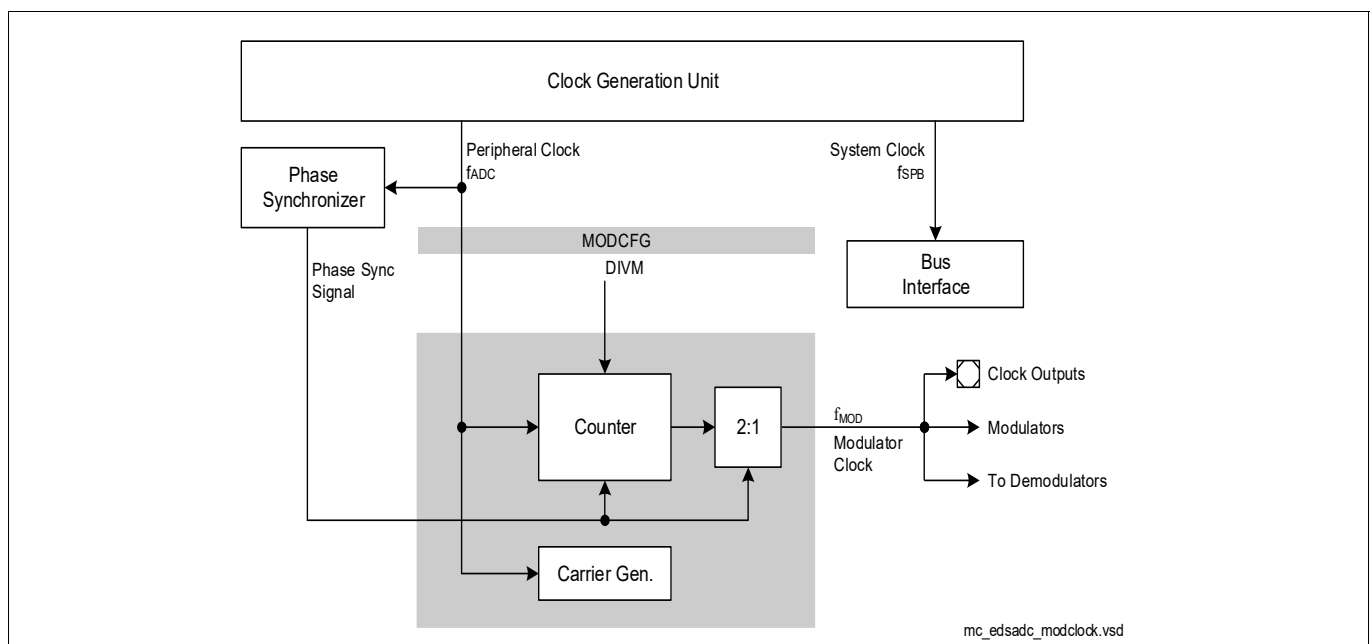 Clock Generation Unit
Peripheral Clock
fADC
System Clock
fSPB
Phase
Synchronizer
MODCFG
DIVM
Bus
Interface
Phase Sync
Signal
Counter
2:1
fMOD
Modulator
Clock
Clock Outputs
Modulators
To Demodulators
Carrier Gen.
mc_edsadc_modclock.vsd